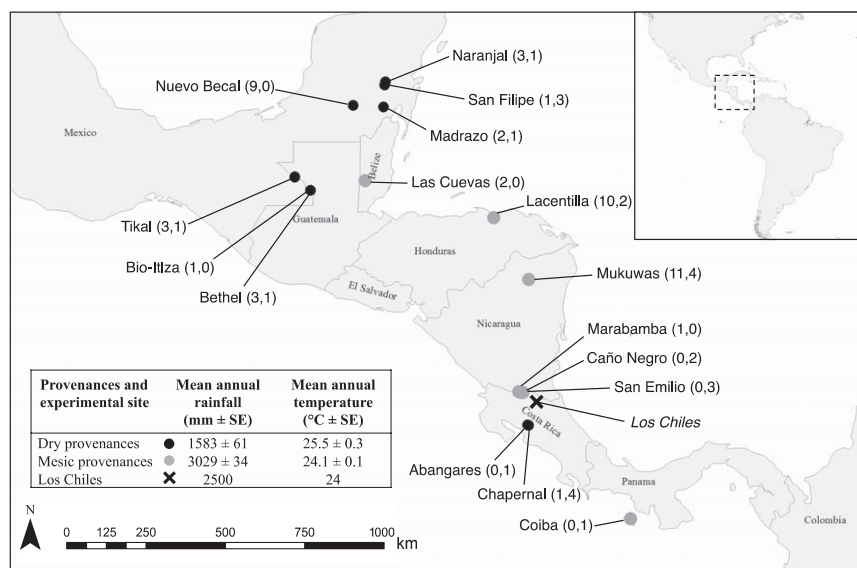 Naranjal (3,1)
Nuevo Becal (9,0)
San Filipe (1,3)
Mexico
Madrazo (2,1)
Belize
Las Cuevas (2,0)
Lacentilla (10,2)
Tikal (3,1)
Guatemala
Bio-Itlza (1,0)
Honduras
Bethel (3,1)
Mukuwas (11,4)
El Salvador
Nicaragua
Marabamba (1,0)
Caño Negro (0,2)
San Emilio (0,3)
Los Chiles
Costa Rica
Abangares (0,1)
Chapernal (1,4)
Panama
Coiba (0,1)
Colombia
Provenances and experimental site
Mean annual rainfall (mm ± SE)
Mean annual temperature (°C ± SE)
Dry provenances 1583 ± 61 25.5 ± 0.3
Mesic provenances 3029 ± 34 24.1 ± 0.1
Los Chiles 2500 24
N
0 125 250 500 750 1000
km